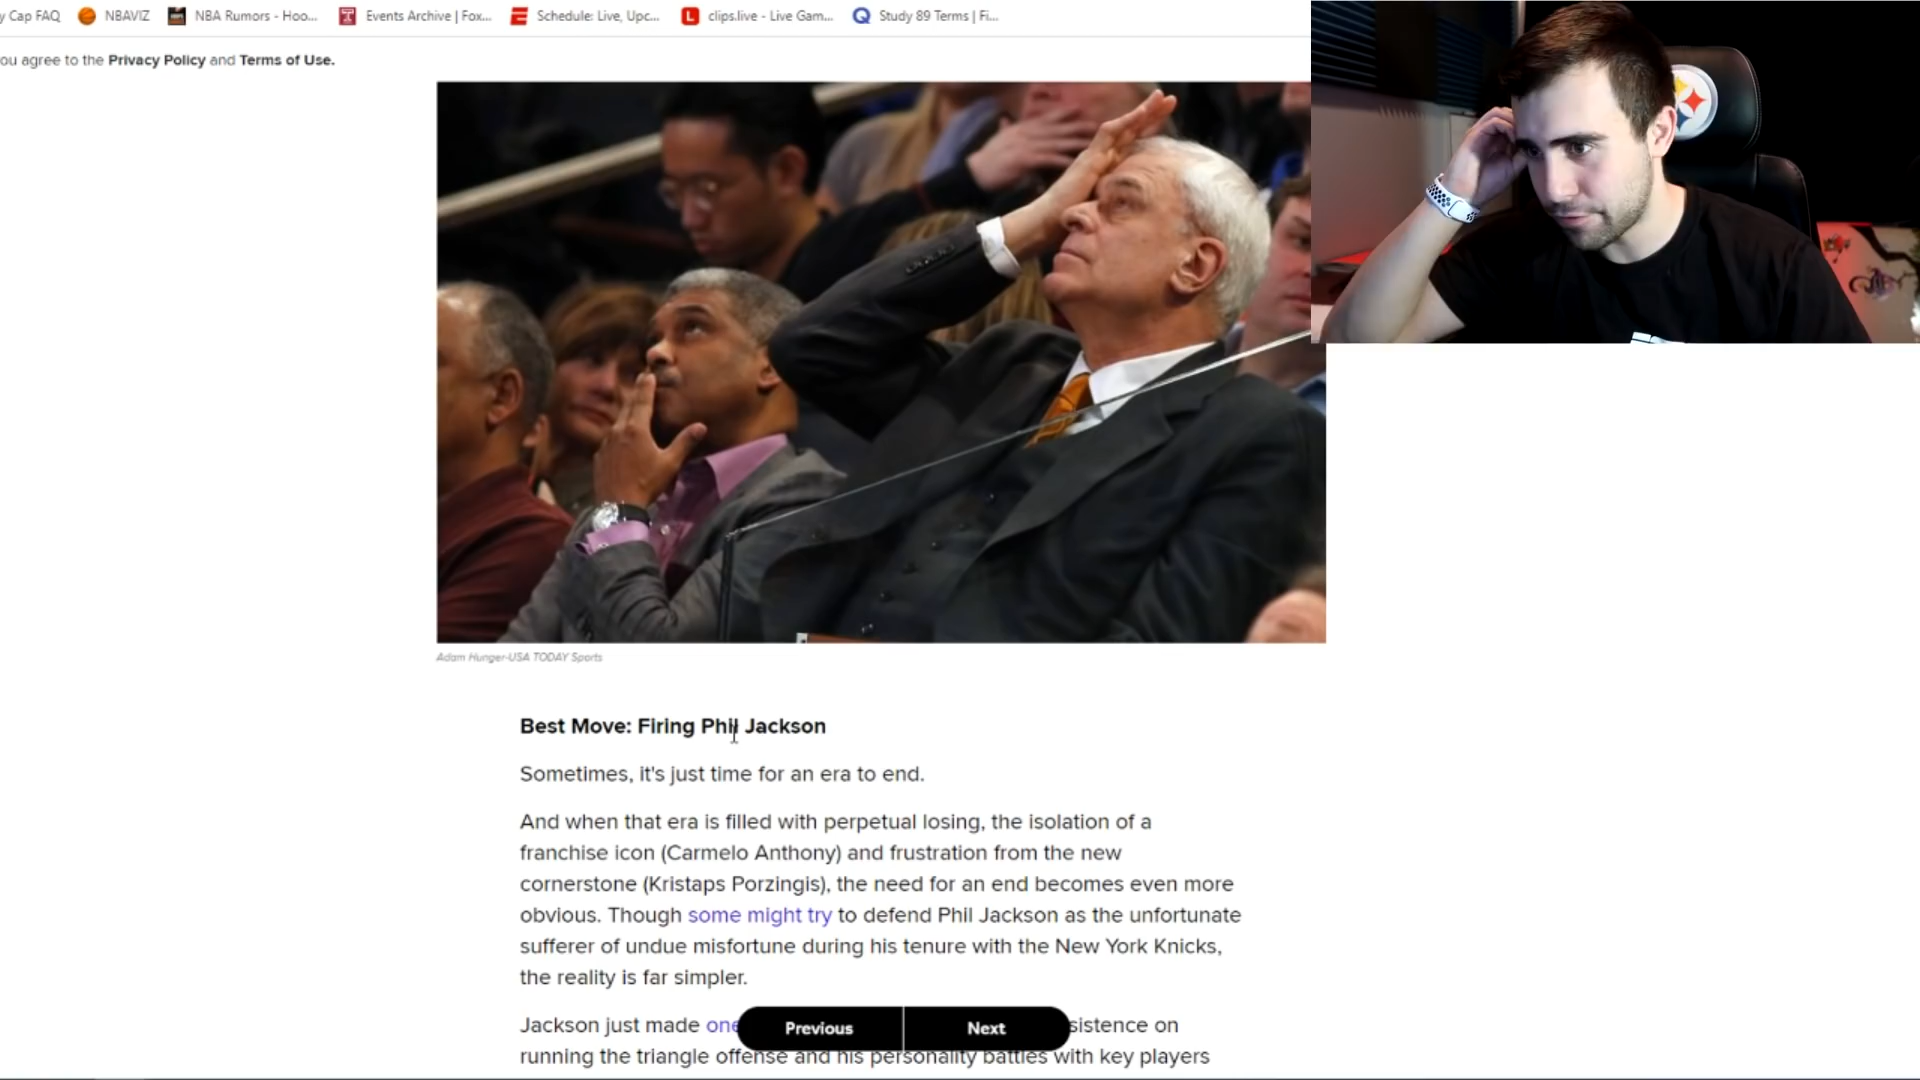 y Cap FAQ NBAVIZ NBA Rumors - Hoo... Events Archive | Fox... Schedule: Live, Upc... clips.live - Live Gam... Study 89 Terms | Fi...
ou agree to the Privacy Policy and Terms of Use.
Adam Hunger-USA TODAY Sports
Best Move: Firing Phil Jackson
Sometimes, it's just time for an era to end.
And when that era is filled with perpetual losing, the isolation of a
franchise icon (Carmelo Anthony) and frustration from the new
cornerstone (Kristaps Porzingis), the need for an end becomes even more
obvious. Though some might try to defend Phil Jackson as the unfortunate
sufferer of undue misfortune during his tenure with the New York Knicks,
the reality is far simpler.
Jackson just made one sistence on
Previous Next
running the triangle offense and his personality battles with key players